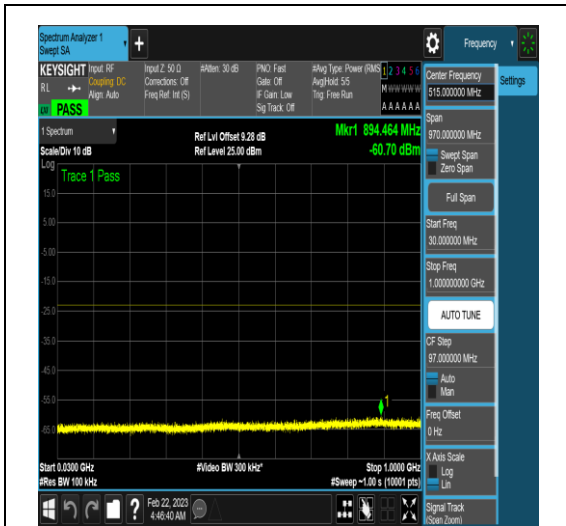 Spectrum Analyzer 1
Swept SA
+
Frequency
KEYSIGHT
RL
PASS
Input: RF
Coupling: DC
Align: Auto
Input Z: 50 Ω
Corrections: Off
Freq Ref: Int (S)
#Atten: 30 dB
PNO: Fast
Gate: Off
IF Gain: Low
Sig Track: Off
#Avg Type: Power (RMS
Avg|Hold: 5/5
Trig: Free Run
1 2 3 4 5 6
M W W W W W
A A A A A A
Center Frequency
515.000000 MHz
Settings
Span
970.000000 MHz
Swept Span
Zero Span
Full Span
Start Freq
30.000000 MHz
Stop Freq
1.000000000 GHz
AUTO TUNE
CF Step
97.000000 MHz
Auto
Man
Freq Offset
0 Hz
X Axis Scale
Log
Lin
Signal Track
(Span Zoom)
1 Spectrum
Scale/Div 10 dB
Ref Lvl Offset 9.28 dB
Ref Level 25.00 dBm
Mkr1 894.464 MHz
-60.70 dBm
Log
Trace 1 Pass
15.0
5.00
-5.00
-15.0
-25.0
-35.0
-45.0
-55.0
-65.0
1
Start 0.0300 GHz
#Res BW 100 kHz
#Video BW 300 kHz*
Stop 1.0000 GHz
#Sweep ~1.00 s (10001 pts)
?
Feb 22, 2023
4:46:40 AM